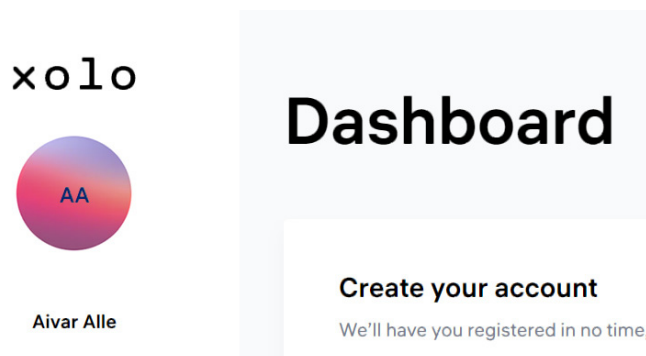 xolo
AA
Aivar Alle
Dashboard
Create your account
We'll have you registered in no time